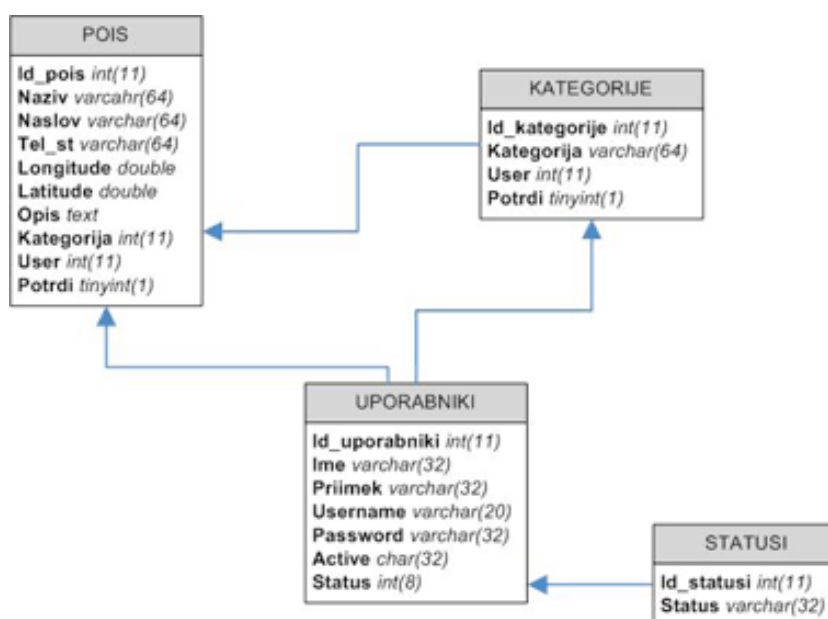 POIS
Id_pois int(11)
Naziv varcahr(64)
Naslov varchar(64)
Tel_st varchar(64)
Longitude double
Latitude double
Opis text
Kategorija int(11)
User int(11)
Potrdi tinyint(1)
KATEGORIJE
Id_kategorije int(11)
Kategorija varchar(64)
User int(11)
Potrdi tinyint(1)
UPORABNIKI
Id_uporabniki int(11)
Ime varchar(32)
Priimek varchar(32)
Username varchar(20)
Password varchar(32)
Active char(32)
Status int(8)
STATUSI
Id_statusi int(11)
Status varchar(32)